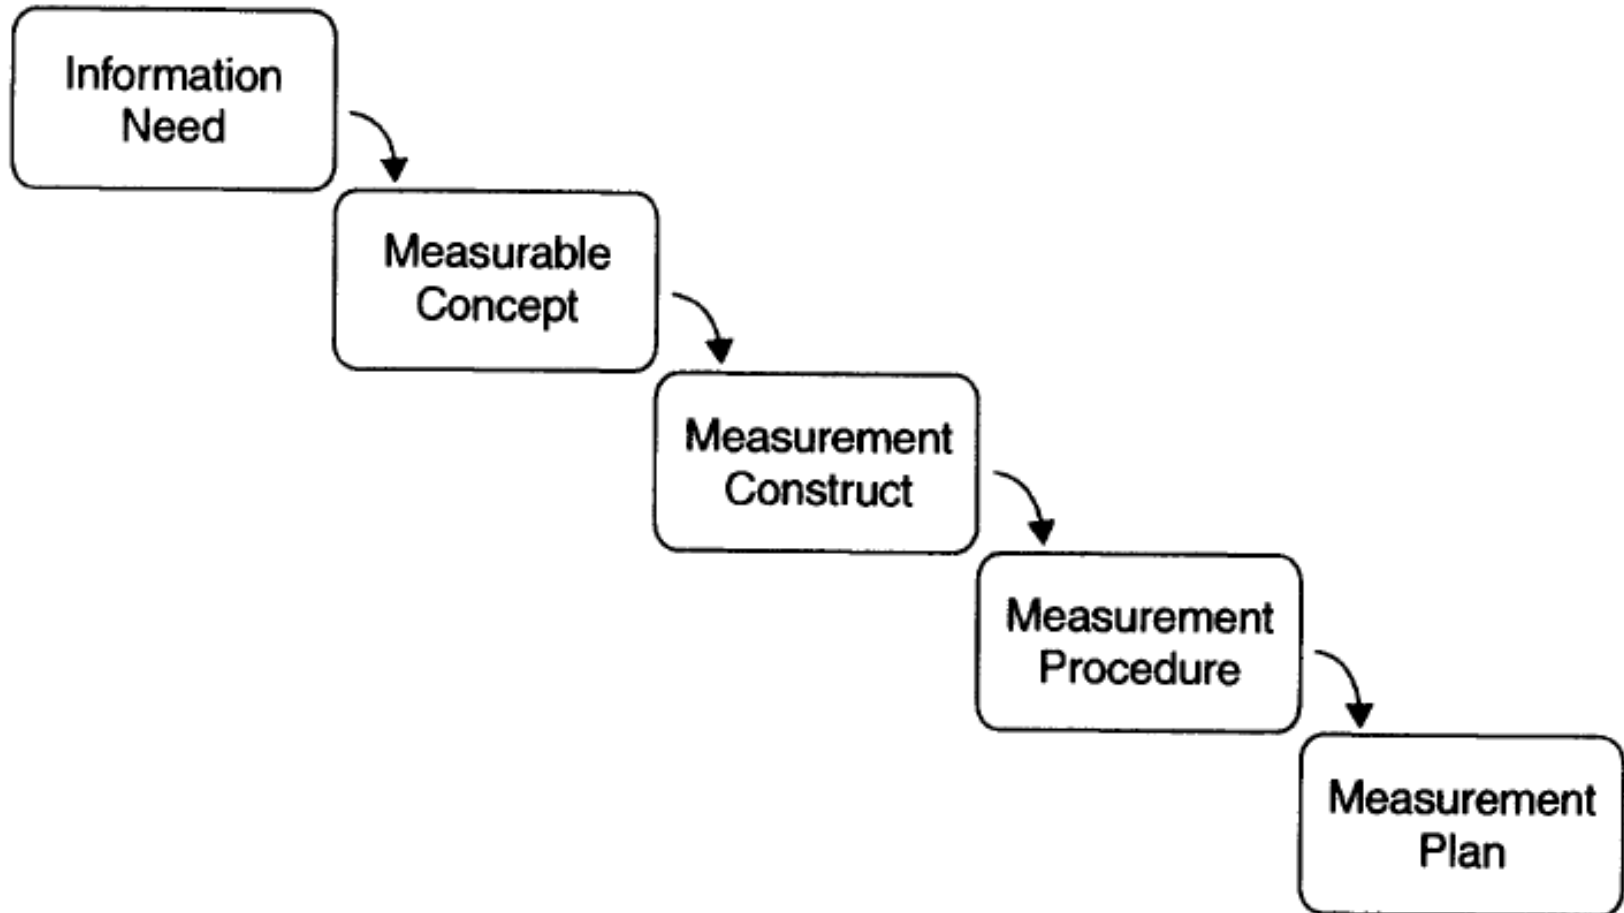 Information
Need
Measurable
Concept
Measurement
Construct
Measurement
Procedure
Measurement
Plan